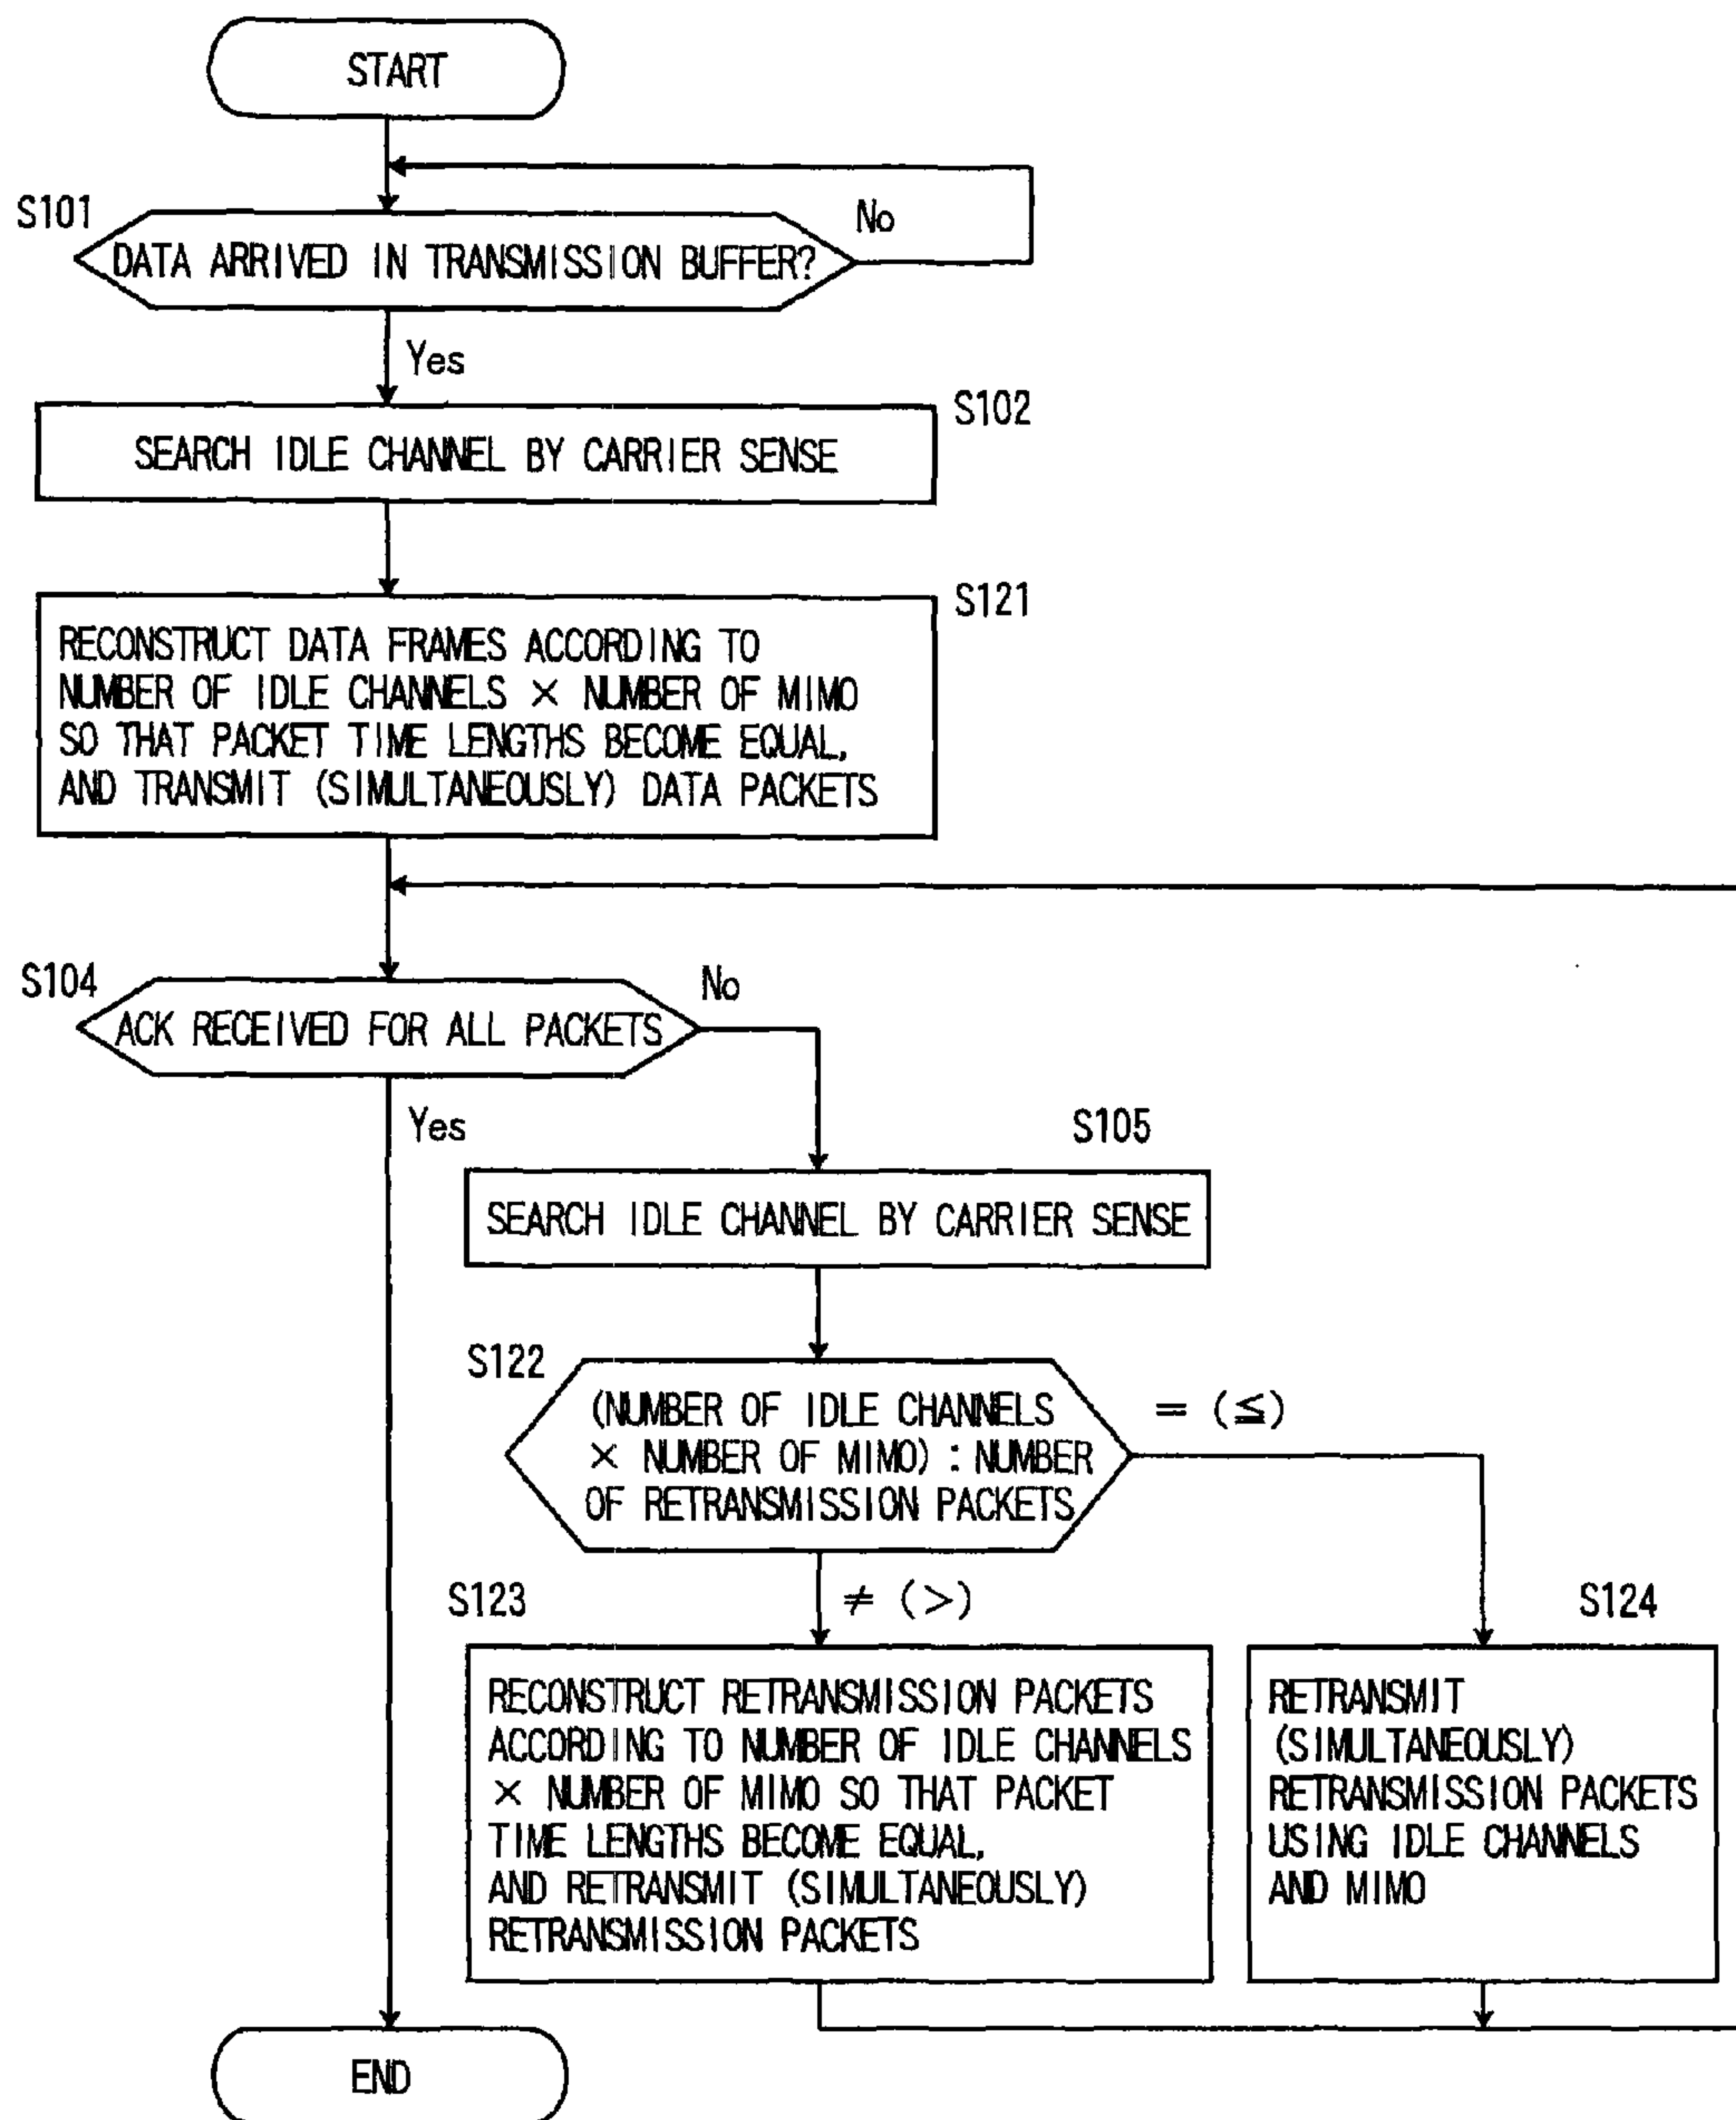 START
S101
No
DATA ARRIVED IN TRANSMISSION BUFFER?
Yes
S102
SEARCH IDLE CHANNEL BY CARRIER SENSE
S121
RECONSTRUCT DATA FRAMES ACCORDING TO
NUMBER OF IDLE CHANNELS × NUMBER OF MIMO
SO THAT PACKET TIME LENGTHS BECOME EQUAL,
AND TRANSMIT (SIMULTANEOUSLY) DATA PACKETS
S104
No
ACK RECEIVED FOR ALL PACKETS
Yes
S105
SEARCH IDLE CHANNEL BY CARRIER SENSE
S122
(NUMBER OF IDLE CHANNELS
× NUMBER OF MIMO) : NUMBER
OF RETRANSMISSION PACKETS
= (≦)
≠ (>)
S123
RECONSTRUCT RETRANSMISSION PACKETS
ACCORDING TO NUMBER OF IDLE CHANNELS
× NUMBER OF MIMO SO THAT PACKET
TIME LENGTHS BECOME EQUAL,
AND RETRANSMIT (SIMULTANEOUSLY)
RETRANSMISSION PACKETS
S124
RETRANSMIT
(SIMULTANEOUSLY)
RETRANSMISSION PACKETS
USING IDLE CHANNELS
AND MIMO
END